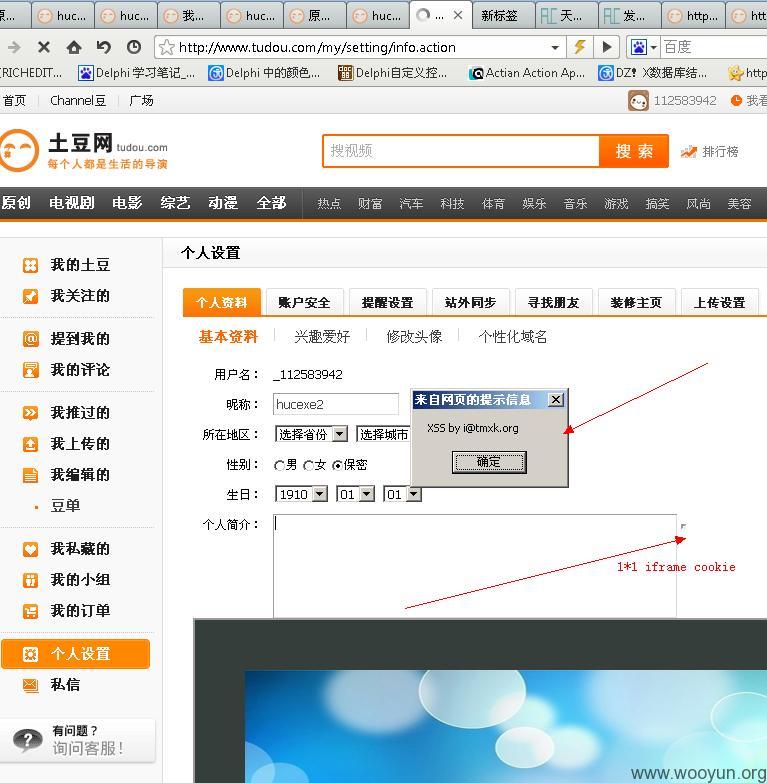 原...
huc...
huc...
我...
huc...
原...
huc...
...
新标签
天...
发...
http...
htt
http://www.tudou.com/my/setting/info.action
百度
RICHEDIT...
Delphi 学习笔记_...
Delphi 中的颜色...
Delphi自定义控...
Actian Action Ap...
DZ！X数据库结...
http
首页
Channel豆
广场
112583942
我看
土豆网 tudou.com
每个人都是生活的导演
搜视频
搜 索
排行榜
原创 电视剧 电影 综艺 动漫 全部 热点 财富 汽车 科技 体育 娱乐 音乐 游戏 搞笑 风尚 美容
我的土豆
我关注的
提到我的
我的评论
我推过的
我上传的
我编辑的
豆单
我私藏的
我的小组
我的订单
个人设置
私信
有问题？
询问客服！
个人设置
个人资料 账户安全 提醒设置 站外同步 寻找朋友 装修主页 上传设置
基本资料 兴趣爱好 修改头像 个性化域名
用户名： _112583942
昵称： hucexe2
所在地区： 选择省份 选择城市
性别： 男 女 保密
生日： 1910 01 01
个人简介：
来自网页的提示信息
XSS by i@tmxk.org
确定
1*1 iframe cookie
www.wooyun.org